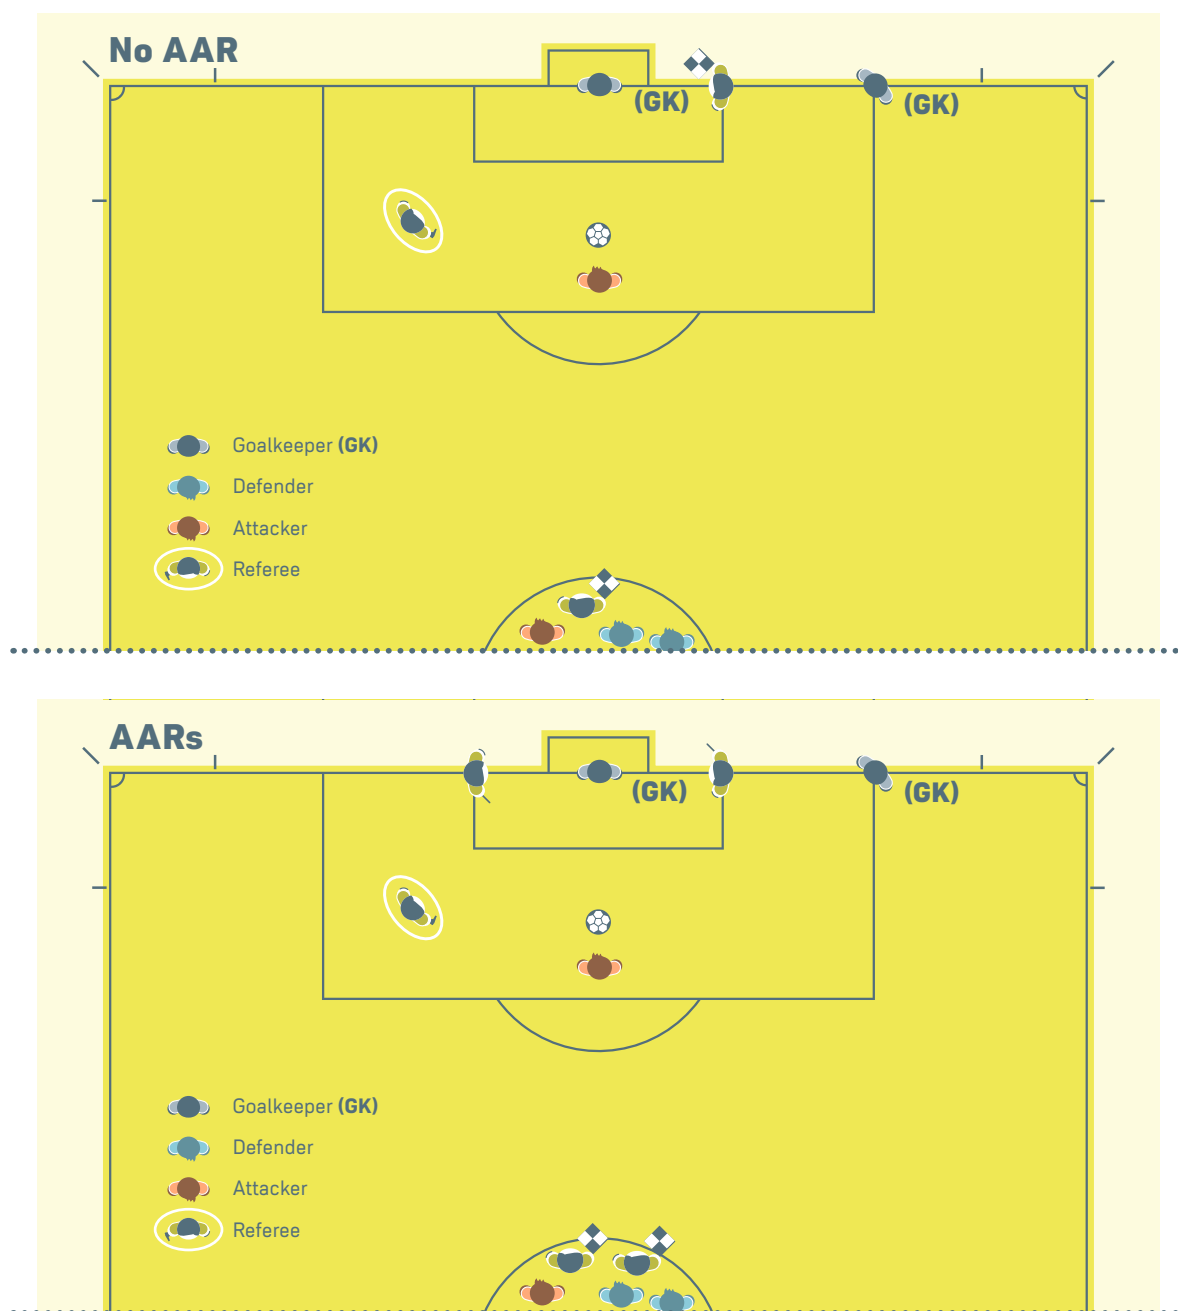 No AAR
(GK)
(GK)
Goalkeeper (GK)
Defender
Attacker
Referee
AARs
(GK)
(GK)
Goalkeeper (GK)
Defender
Attacker
Referee